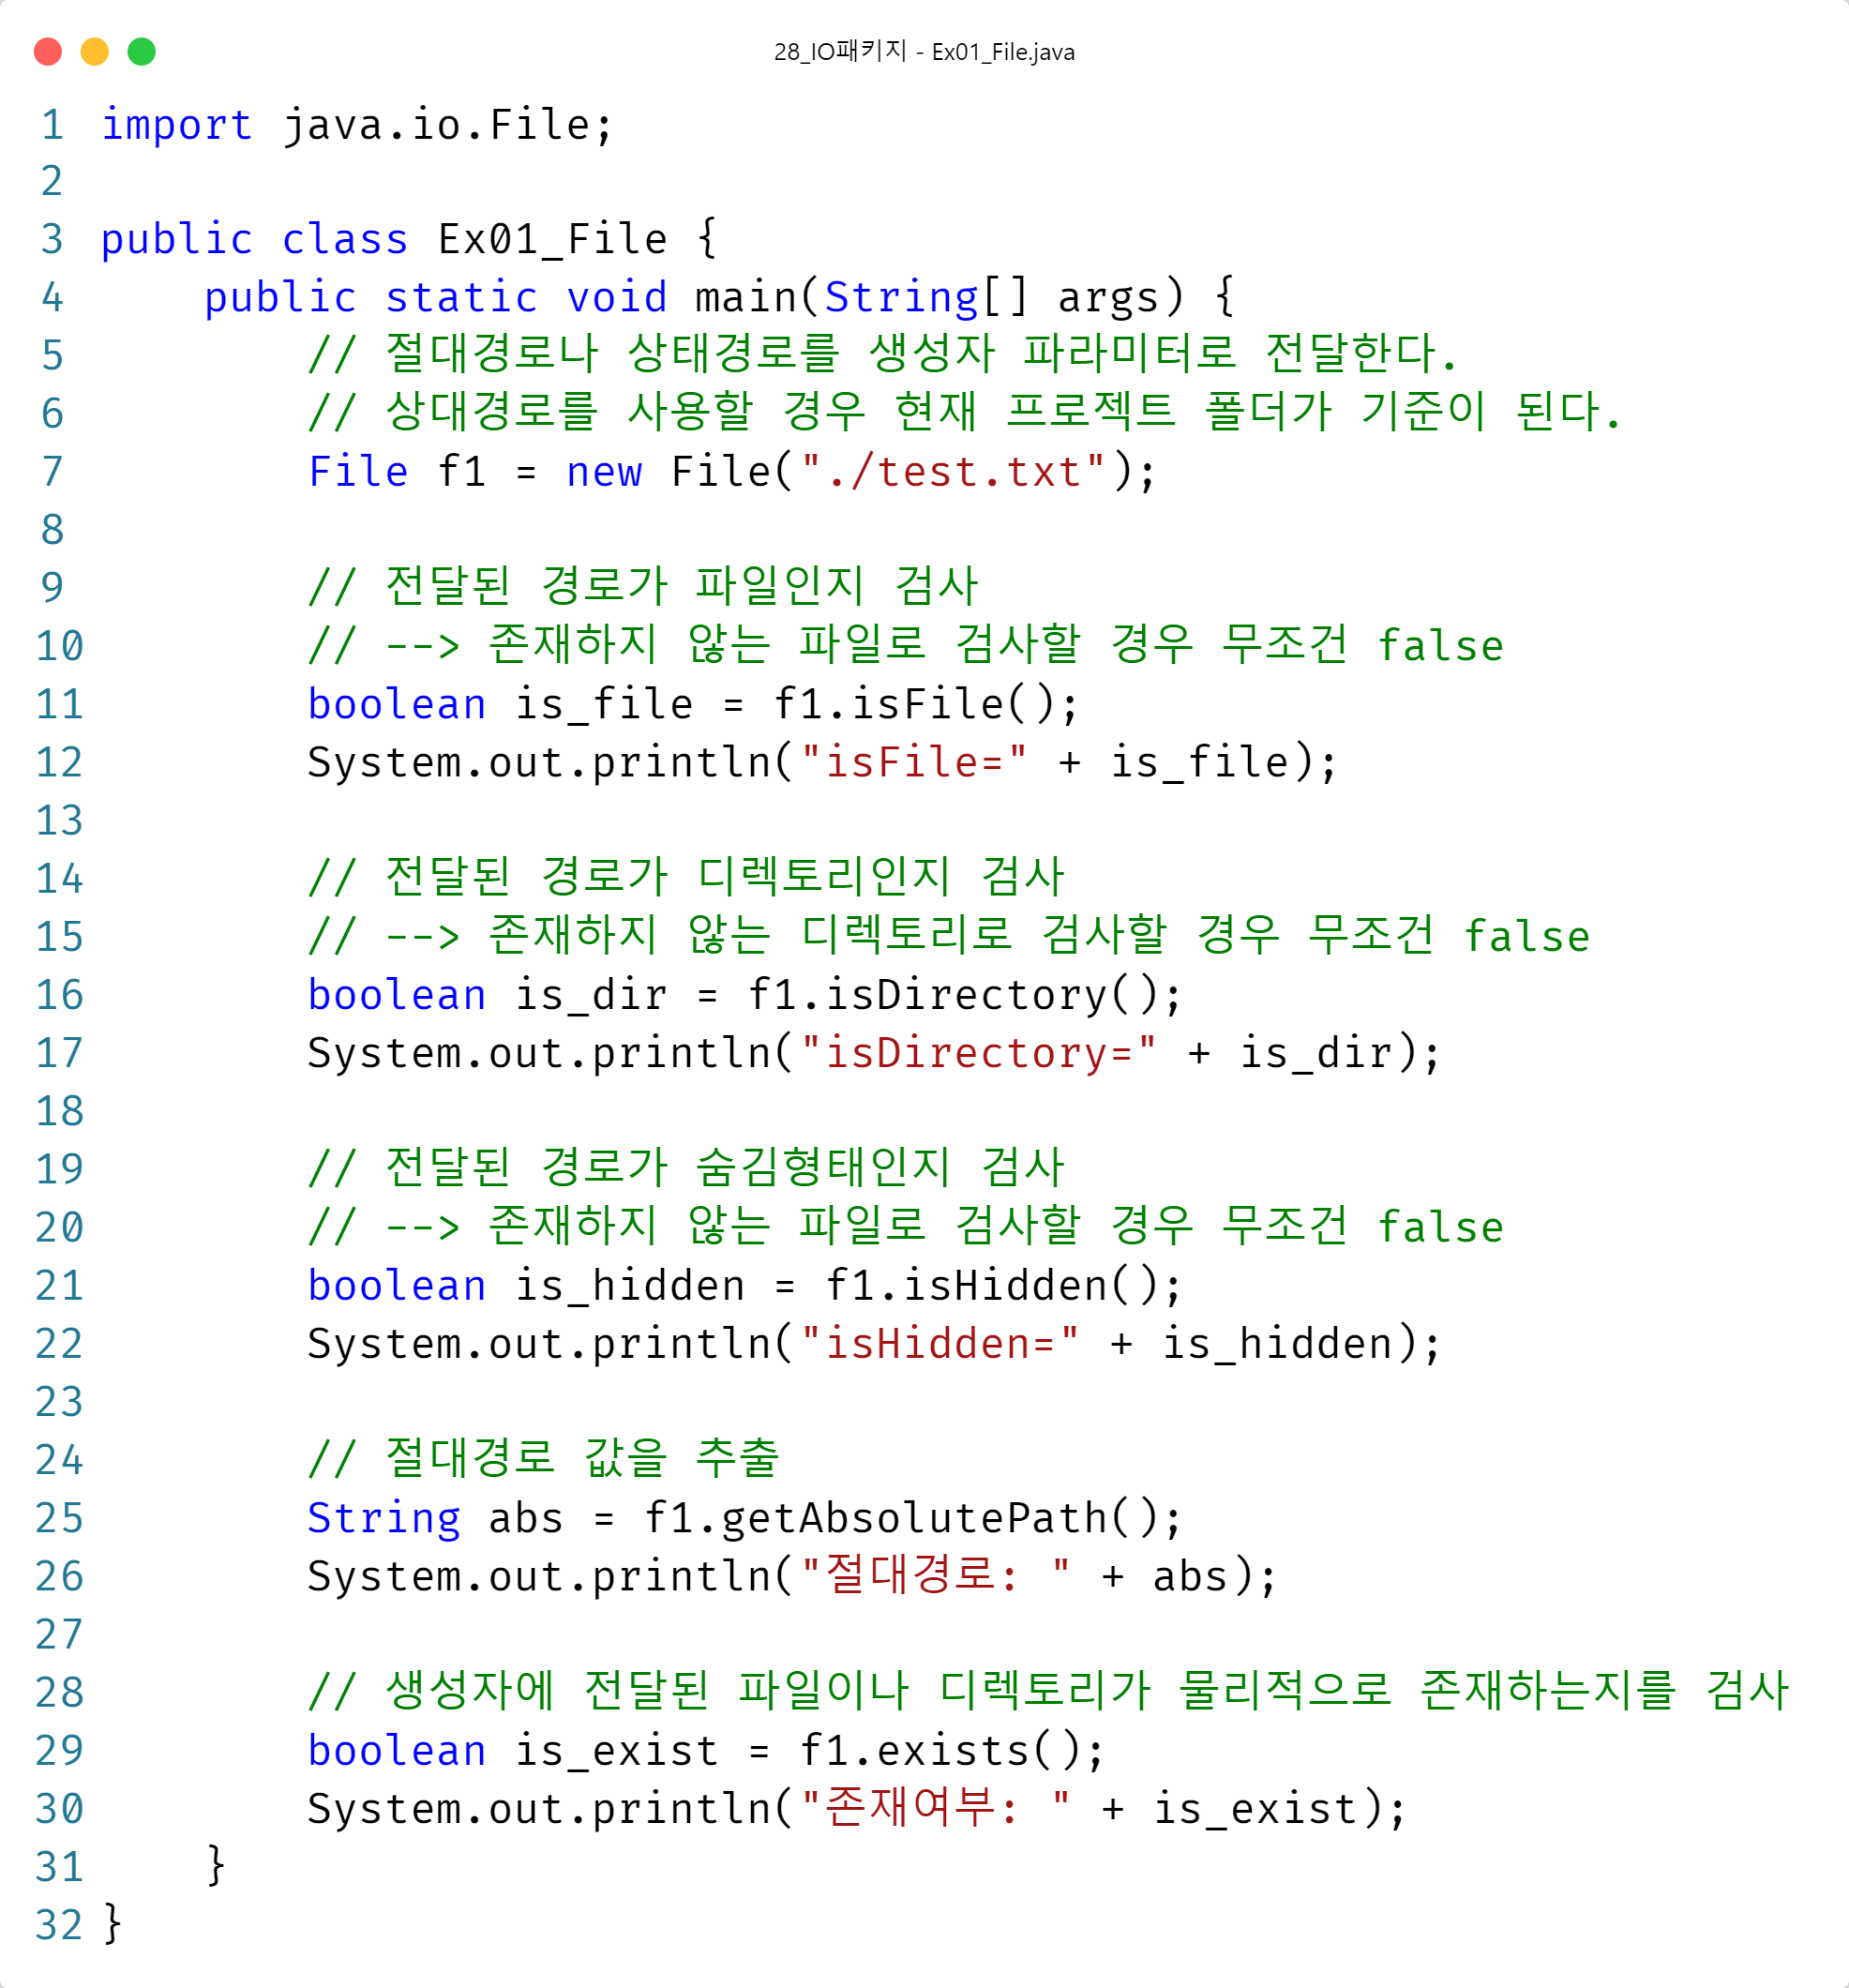 28_IO패키지 - Ex01_File.java
1 import java.io.File;
2
3 public class Ex01_File {
4     public static void main(String[] args) {
5         // 절대경로나 상태경로를 생성자 파라미터로 전달한다.
6         // 상대경로를 사용할 경우 현재 프로젝트 폴더가 기준이 된다.
7         File f1 = new File("./test.txt");
8
9         // 전달된 경로가 파일인지 검사
10         // --> 존재하지 않는 파일로 검사할 경우 무조건 false
11         boolean is_file = f1.isFile();
12         System.out.println("isFile=" + is_file);
13
14         // 전달된 경로가 디렉토리인지 검사
15         // --> 존재하지 않는 디렉토리로 검사할 경우 무조건 false
16         boolean is_dir = f1.isDirectory();
17         System.out.println("isDirectory=" + is_dir);
18
19         // 전달된 경로가 숨김형태인지 검사
20         // --> 존재하지 않는 파일로 검사할 경우 무조건 false
21         boolean is_hidden = f1.isHidden();
22         System.out.println("isHidden=" + is_hidden);
23
24         // 절대경로 값을 추출
25         String abs = f1.getAbsolutePath();
26         System.out.println("절대경로: " + abs);
27
28         // 생성자에 전달된 파일이나 디렉토리가 물리적으로 존재하는지를 검사
29         boolean is_exist = f1.exists();
30         System.out.println("존재여부: " + is_exist);
31     }
32 }